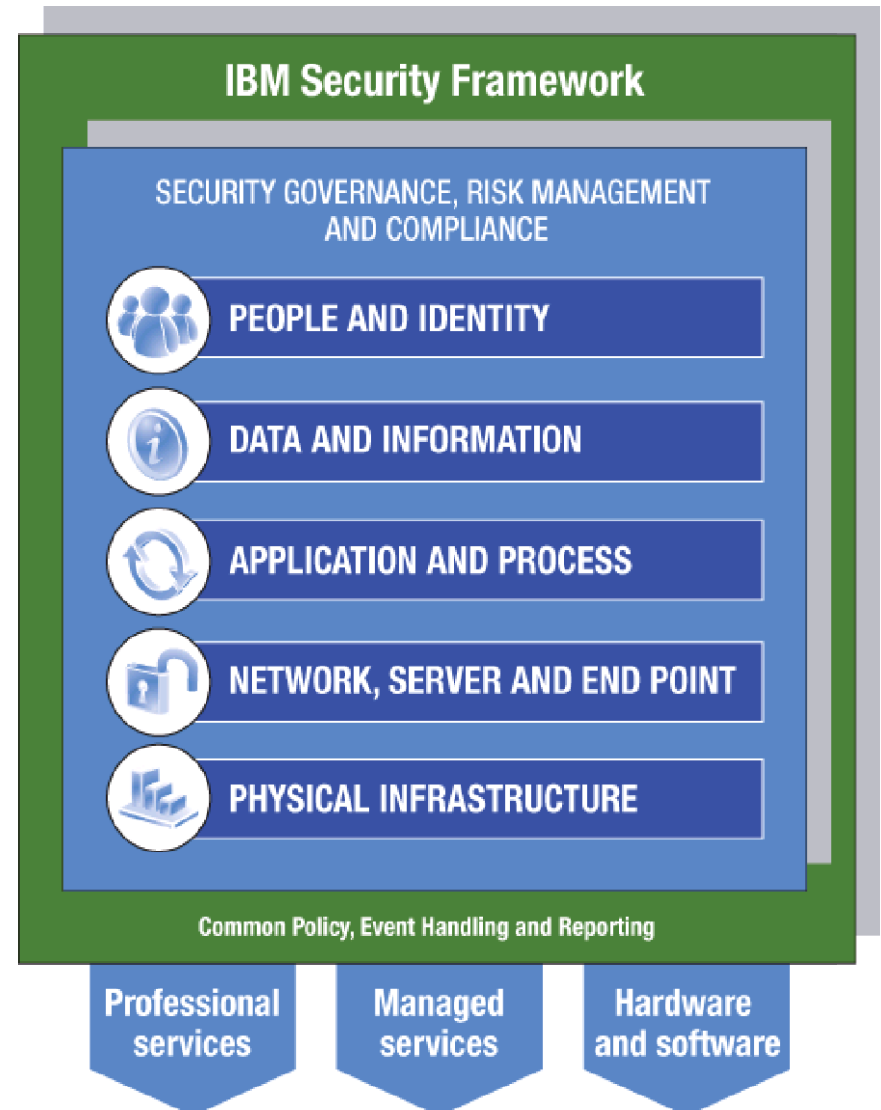 IBM Security Framework
SECURITY GOVERNANCE, RISK MANAGEMENT
AND COMPLIANCE
PEOPLE AND IDENTITY
DATA AND INFORMATION
APPLICATION AND PROCESS
NETWORK, SERVER AND END POINT
PHYSICAL INFRASTRUCTURE
Common Policy, Event Handling and Reporting
Professional
services
Managed
services
Hardware
and software